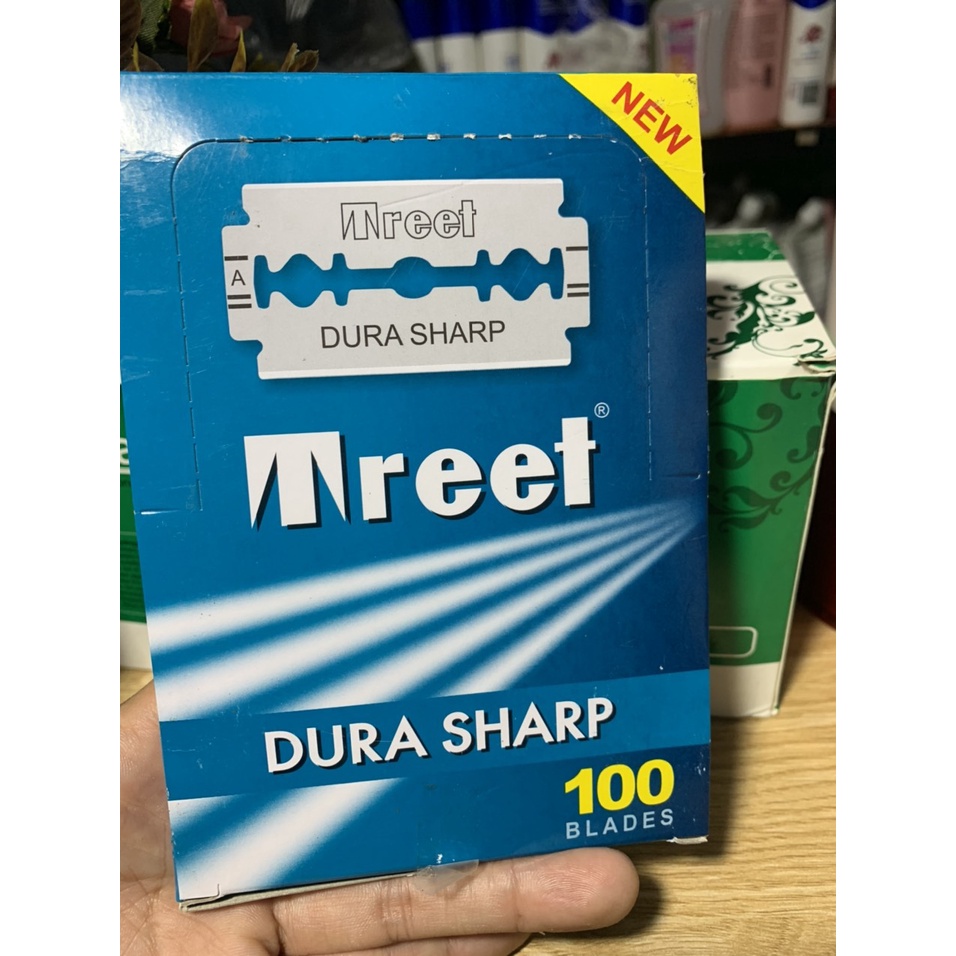 NEW
Treet
A
DURA SHARP
Treet®
DURA SHARP
100
BLADES